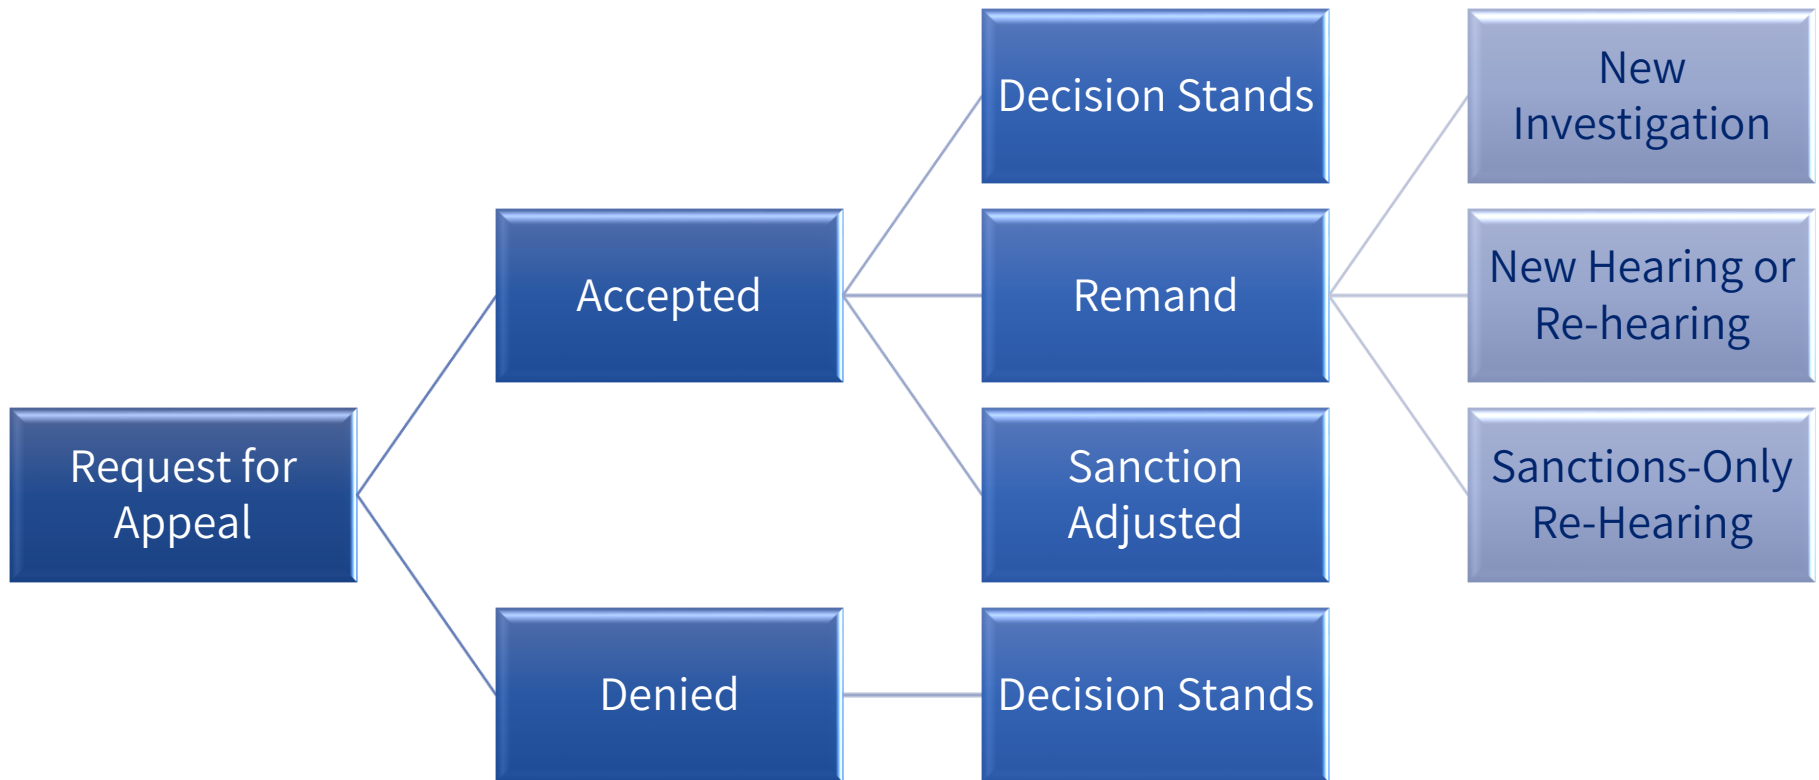 Request for
Appeal
Accepted
Denied
Decision Stands
Remand
Sanction
Adjusted
Decision Stands
New
Investigation
New Hearing or
Re-hearing
Sanctions-Only
Re-Hearing